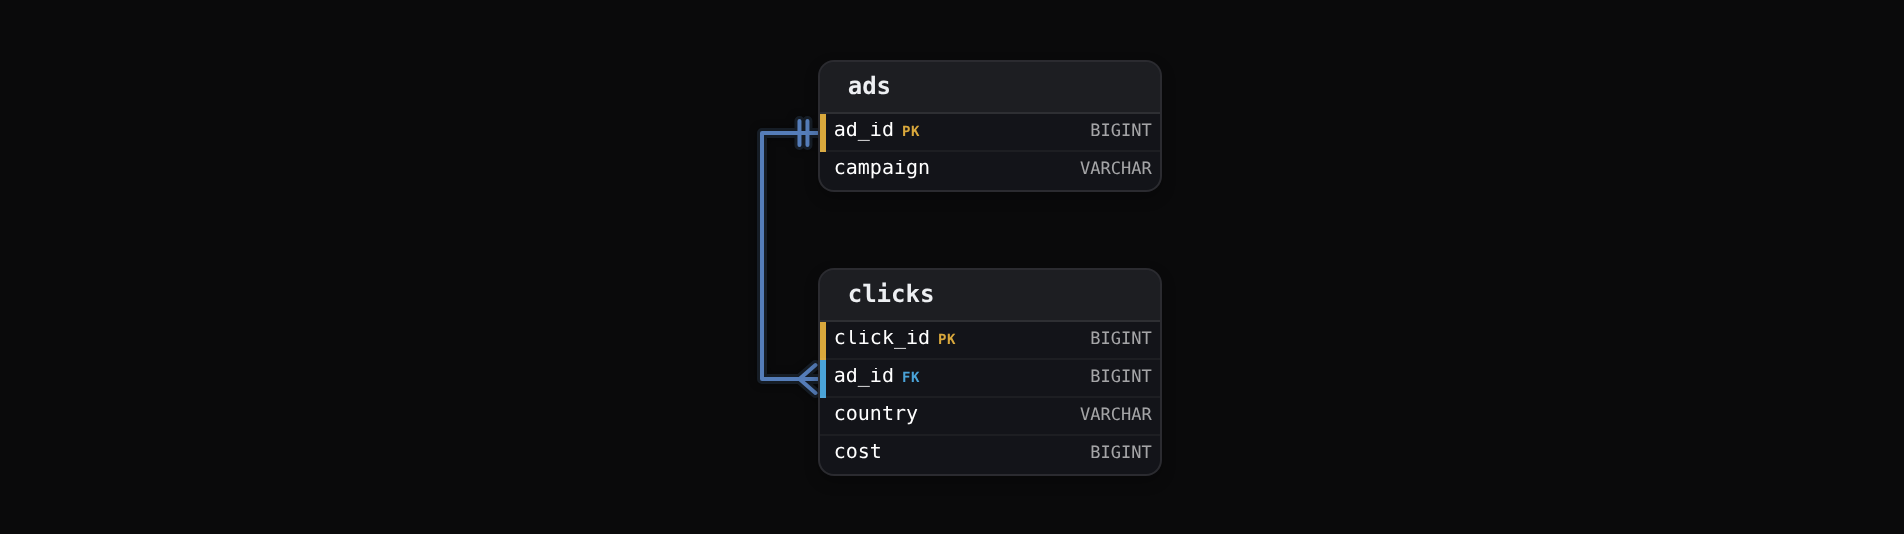 ads
ad_id PK BIGINT
campaign VARCHAR
clicks
click_id PK BIGINT
ad_id FK BIGINT
country VARCHAR
cost BIGINT